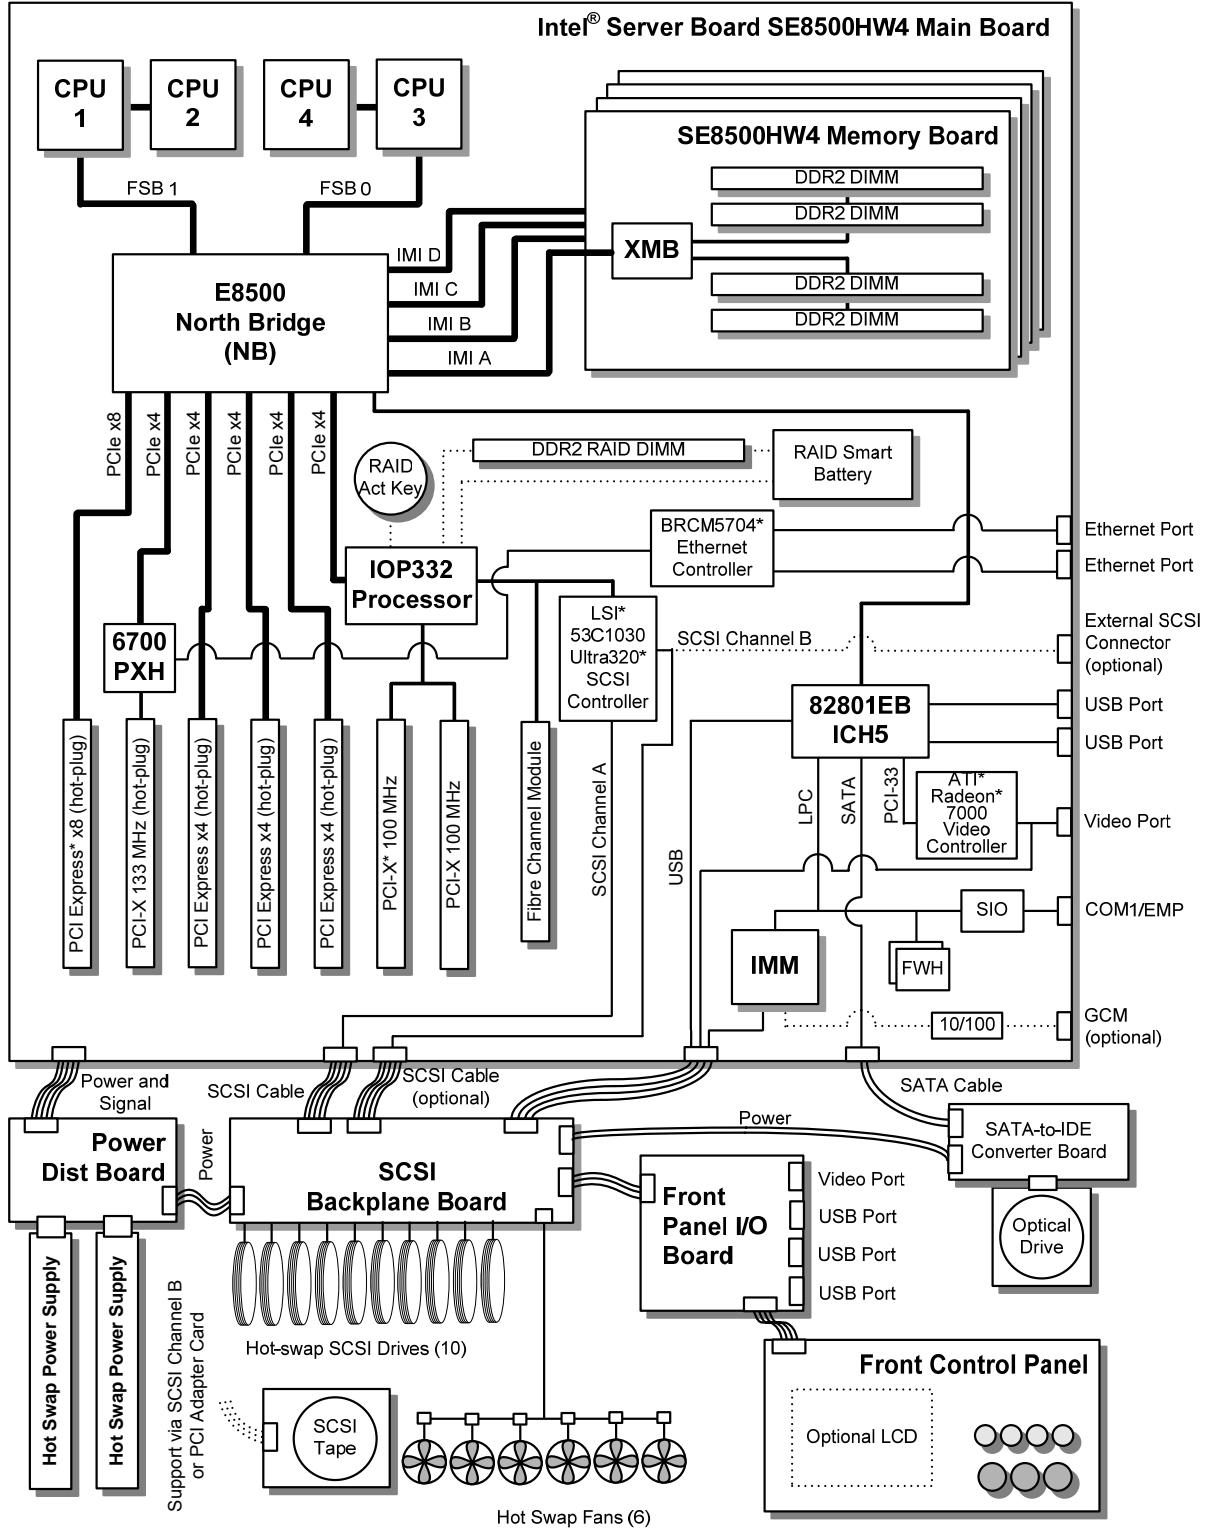 Intel® Server Board SE8500HW4 Main Board
CPU
1
CPU
2
CPU
4
CPU
3
FSB 1
FSB 0
SE8500HW4 Memory Board
DDR2 DIMM
DDR2 DIMM
XMB
DDR2 DIMM
DDR2 DIMM
IMI D
IMI C
IMI B
IMI A
E8500
North Bridge
(NB)
PCIe x8
PCIe x4
PCIe x4
PCIe x4
PCIe x4
PCIe x4
RAID
Act Key
DDR2 RAID DIMM
RAID Smart
Battery
BRCM5704*
Ethernet
Controller
Ethernet Port
Ethernet Port
IOP332
Processor
6700
PXH
LSI*
53C1030
Ultra320*
SCSI
Controller
SCSI Channel B
External SCSI
Connector
(optional)
82801EB
ICH5
USB Port
USB Port
PCI Express* x8 (hot-plug)
PCI-X 133 MHz (hot-plug)
PCI Express x4 (hot-plug)
PCI Express x4 (hot-plug)
PCI Express x4 (hot-plug)
PCI-X* 100 MHz
PCI-X 100 MHz
Fibre Channel Module
SCSI Channel A
USB
LPC
SATA
PCI-33
ATI*
Radeon*
7000
Video
Controller
Video Port
SIO
COM1/EMP
IMM
FWH
10/100
GCM
(optional)
Power and
Signal
SCSI Cable
SCSI Cable
(optional)
SATA Cable
Power
Dist Board
Power
SCSI
Backplane Board
Power
SATA-to-IDE
Converter Board
Optical
Drive
Front
Panel I/O
Board
Video Port
USB Port
USB Port
USB Port
Hot Swap Power Supply
Hot Swap Power Supply
Support via SCSI Channel B
or PCI Adapter Card
Hot-swap SCSI Drives (10)
SCSI
Tape
Hot Swap Fans (6)
Front Control Panel
Optional LCD